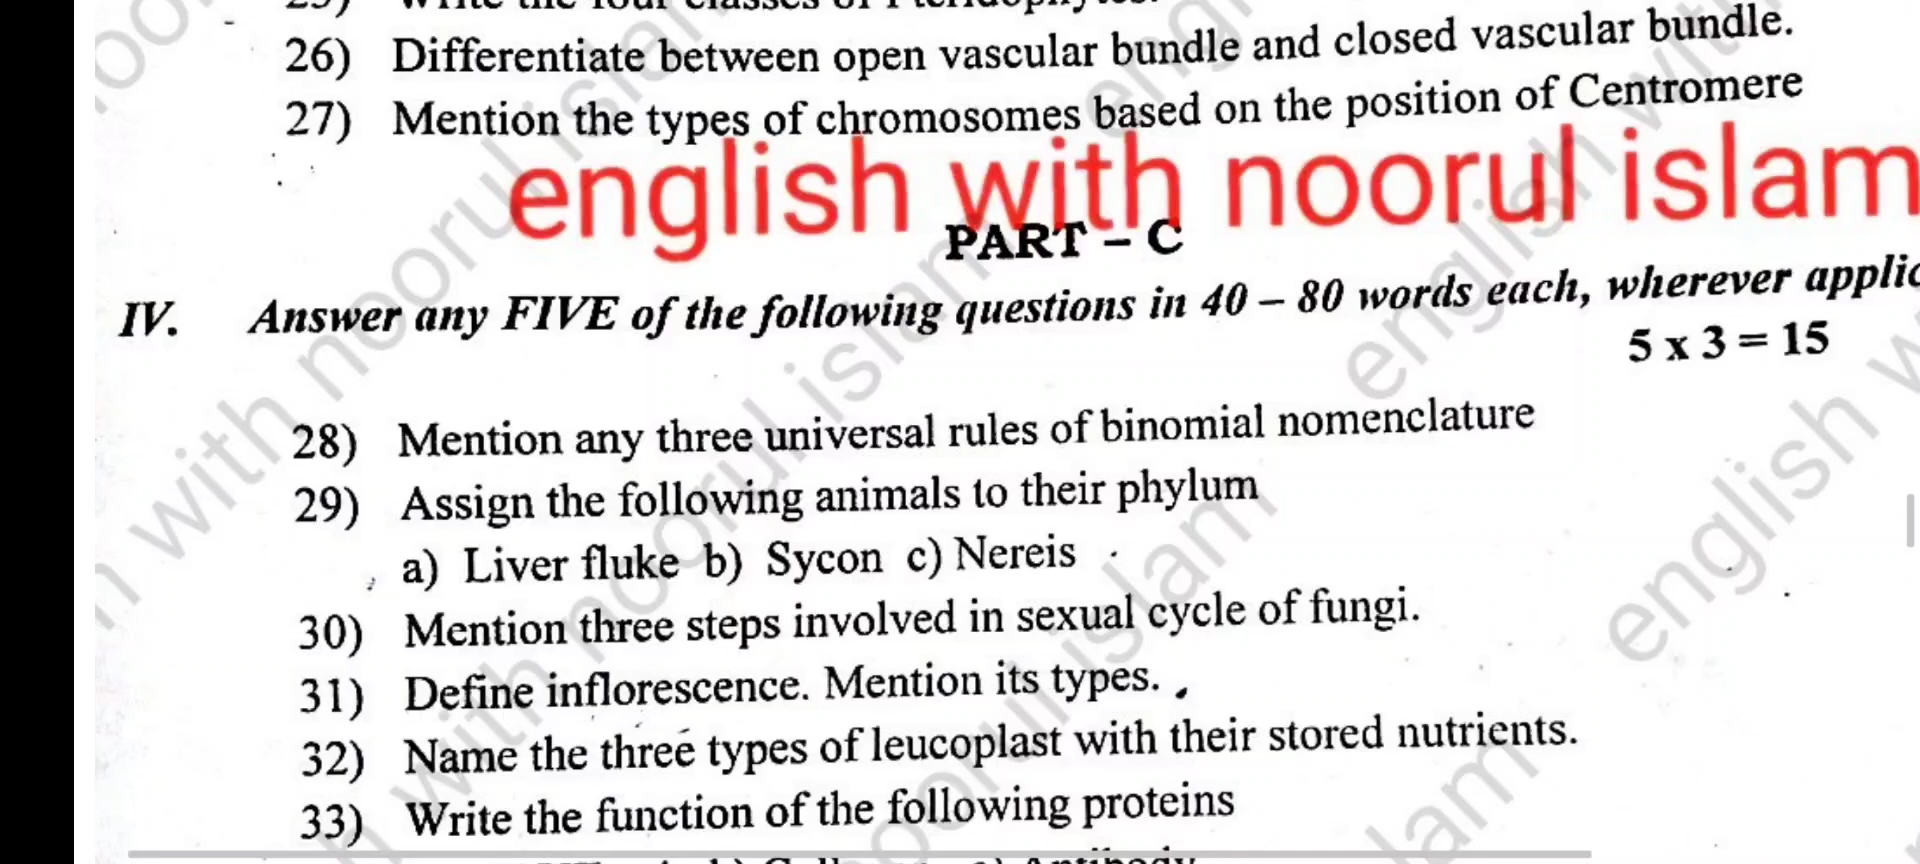 26) Differentiate between open vascular bundle and closed vascular bundle.
27) Mention the types of chromosomes based on the position of Centromere
english with noorul islam
PART – C
IV. Answer any FIVE of the following questions in 40 – 80 words each, wherever
5 x 3 = 15
28) Mention any three universal rules of binomial nomenclature
29) Assign the following animals to their phylum
a) Liver fluke b) Sycon c) Nereis
30) Mention three steps involved in sexual cycle of fungi.
31) Define inflorescence. Mention its types.
32) Name the three types of leucoplast with their stored nutrients.
33) Write the function of the following proteins